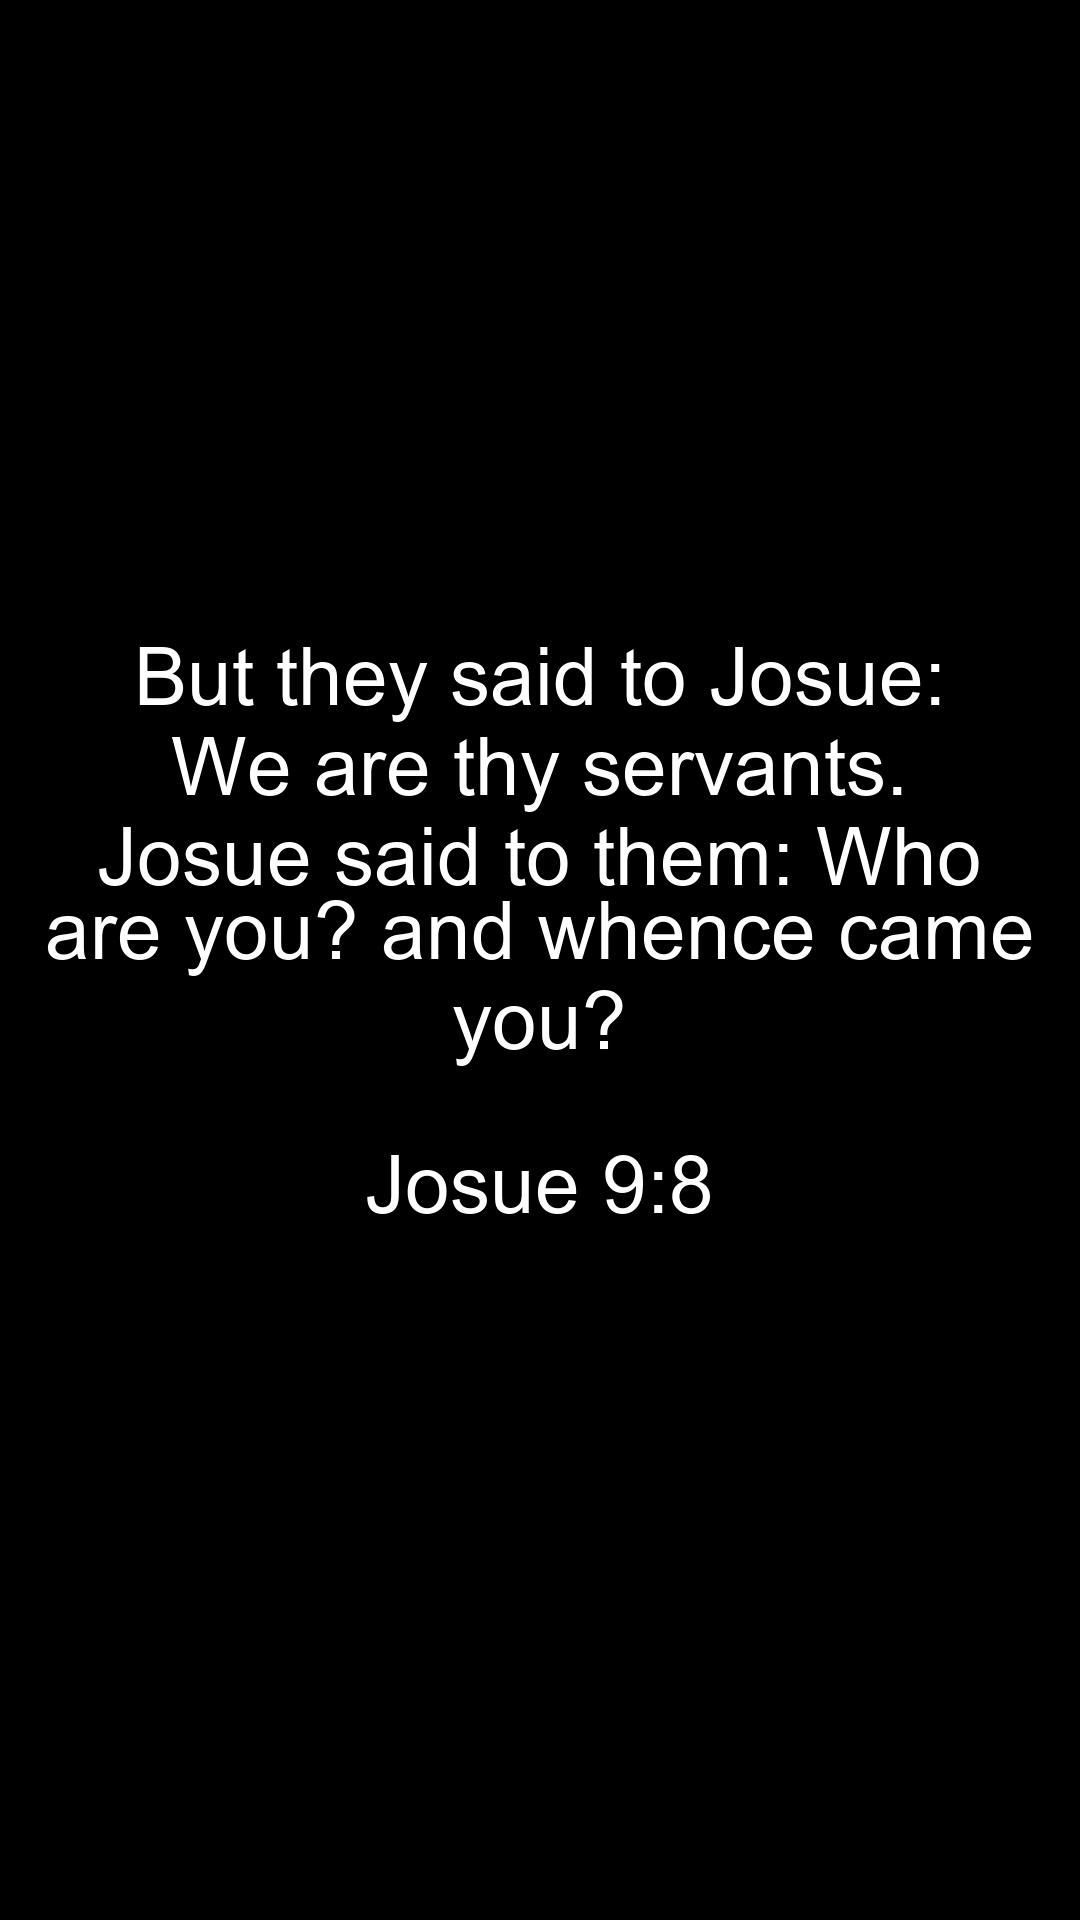 But they said to Josue:
We are thy servants.
Josue said to them: Who
are you? and whence came
you?
Josue 9:8